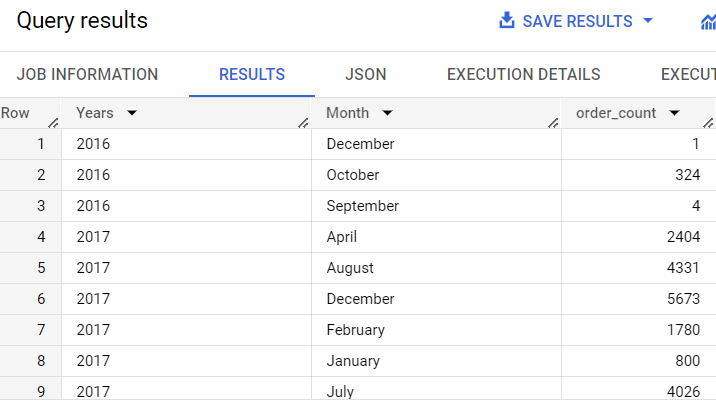 Query results SAVE RESULTS
JOB INFORMATION RESULTS JSON EXECUTION DETAILS EXECUT
Row Years Month order_count
1 2016 December 1
2 2016 October 324
3 2016 September 4
4 2017 April 2404
5 2017 August 4331
6 2017 December 5673
7 2017 February 1780
8 2017 January 800
9 2017 July 4026